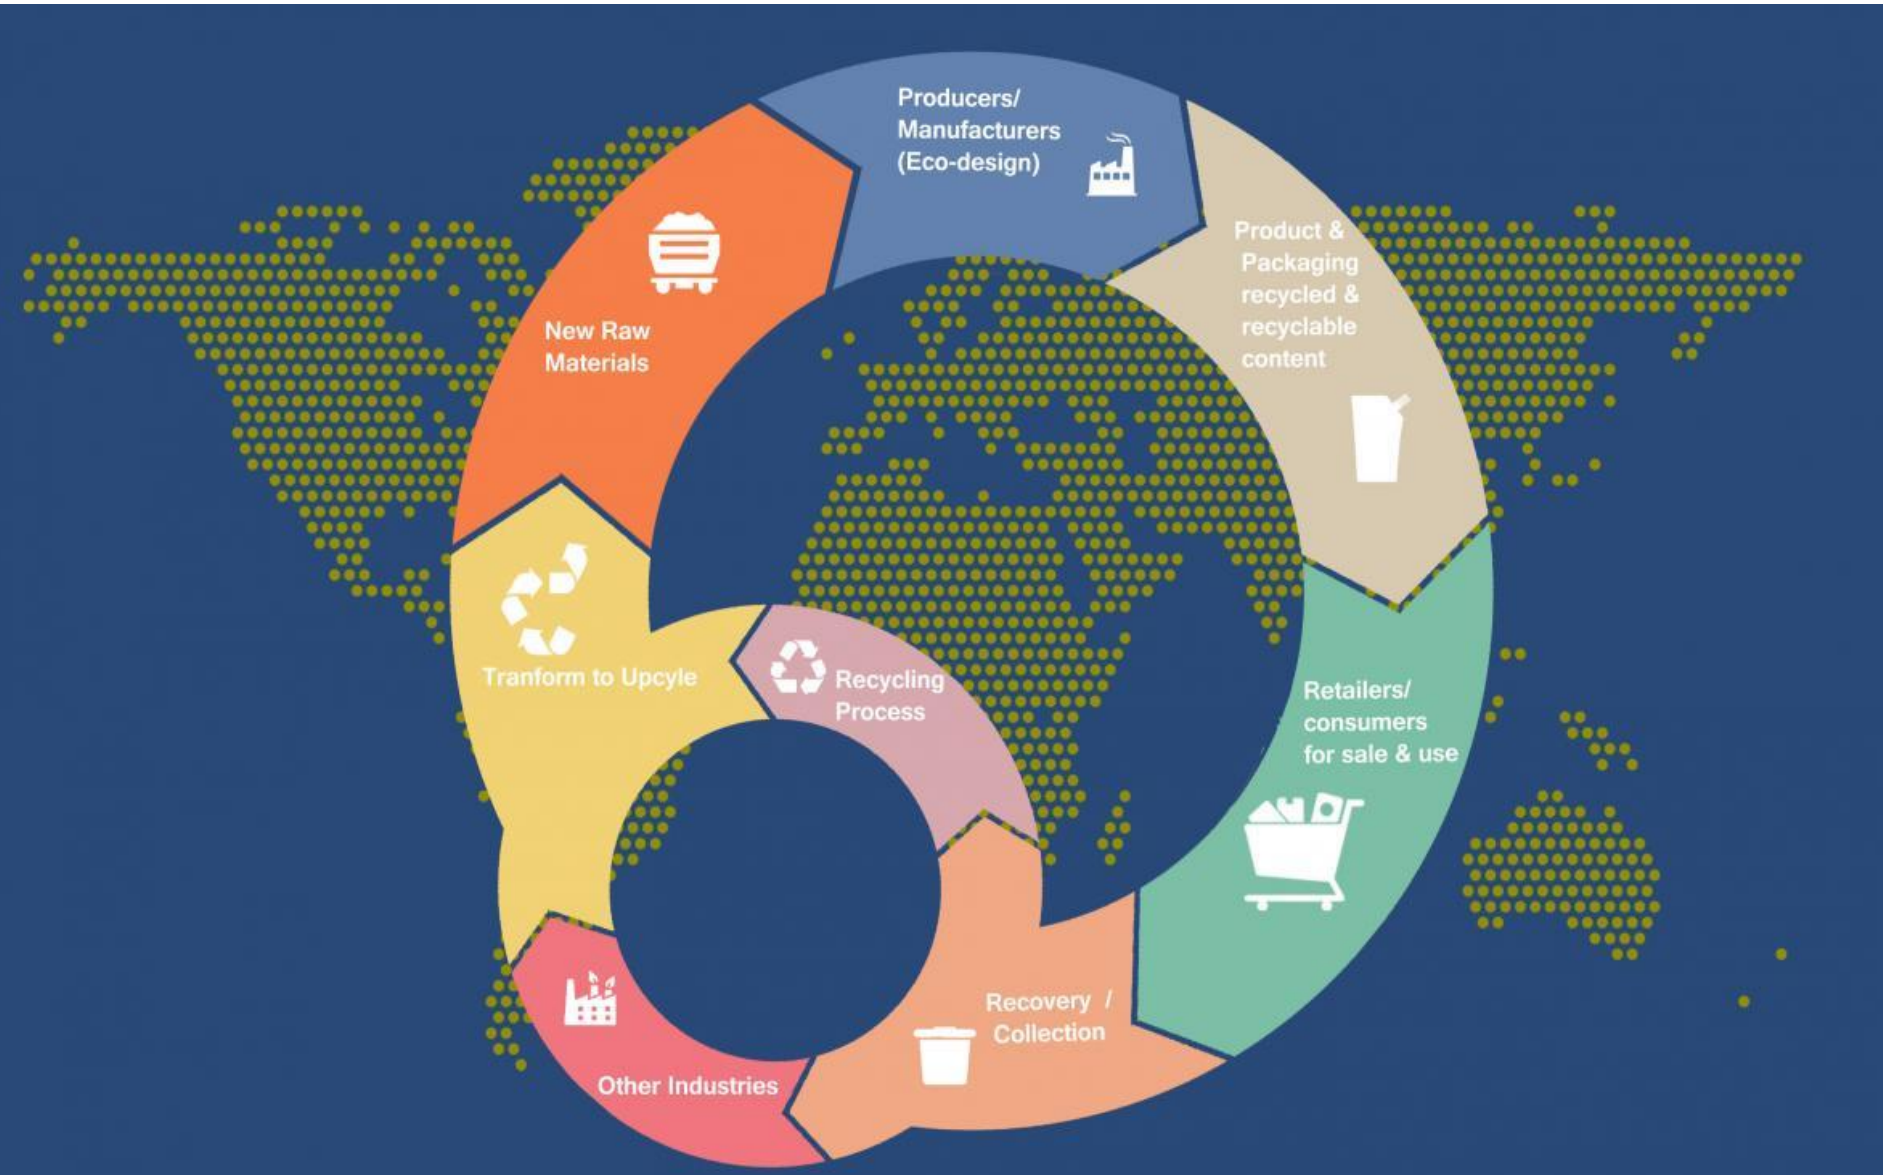 Producers/
Manufacturers
(Eco-design)
Product &
Packaging
recycled &
recyclable
content
Retailers/
consumers
for sale & use
Recovery /
Collection
Other Industries
Recycling
Process
Tranform to Upcyle
New Raw
Materials